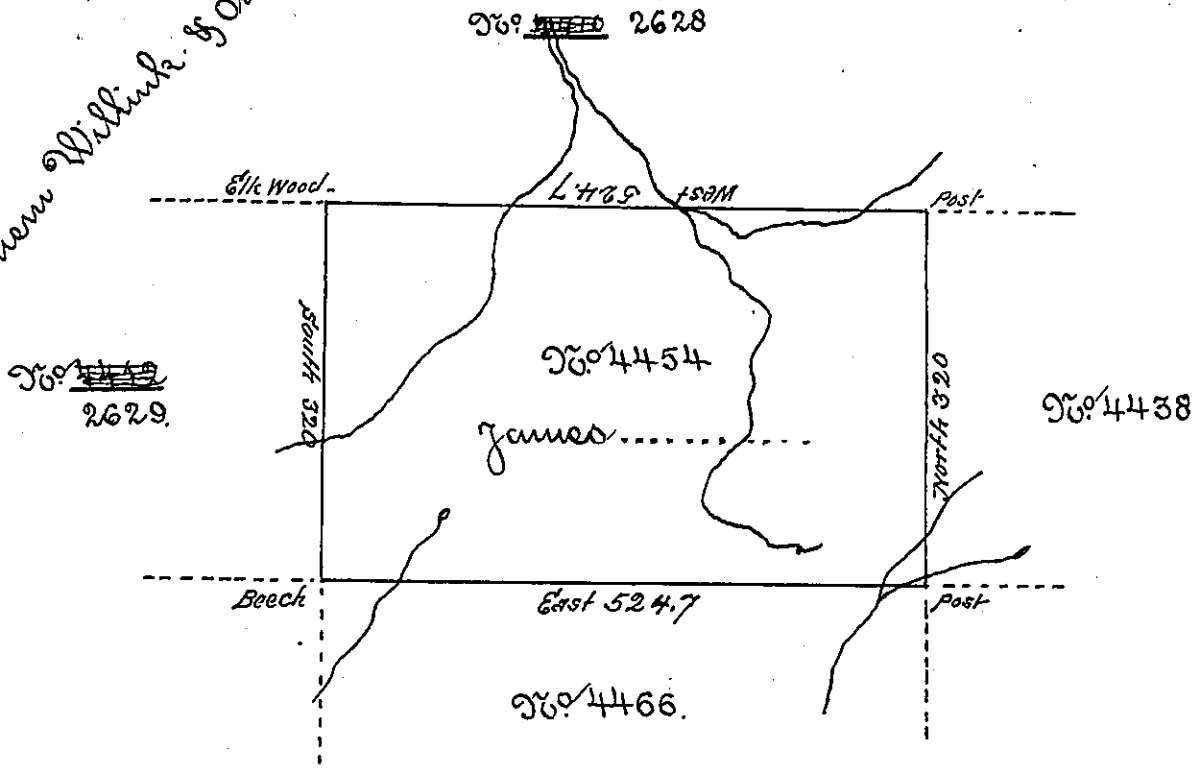 Willink &
No. 2628
Elk Wood
West 524.7
Post
South 320
No. 4454
North 320
No.
2629.
No. 4438
James
Beech
East 524.7
Post
No. 4466.